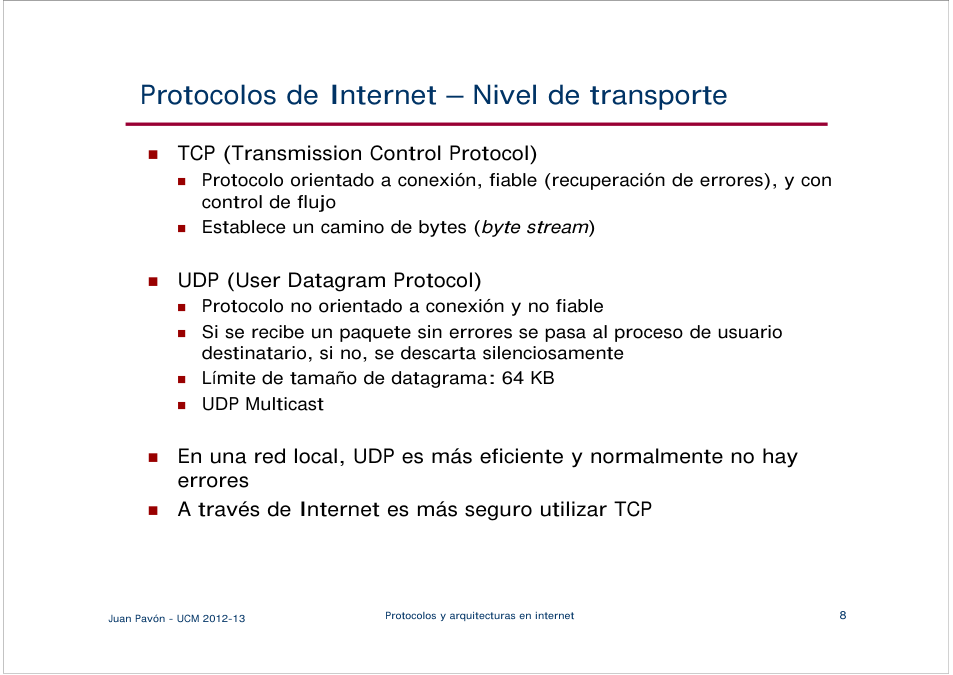 Protocolos de Internet – Nivel de transporte
TCP (Transmission Control Protocol)
Protocolo orientado a conexión, fiable (recuperación de errores), y con
control de flujo
Establece un camino de bytes (byte stream)
UDP (User Datagram Protocol)
Protocolo no orientado a conexión y no fiable
Si se recibe un paquete sin errores se pasa al proceso de usuario
destinatario, si no, se descarta silenciosamente
Límite de tamaño de datagrama: 64 KB
UDP Multicast
En una red local, UDP es más eficiente y normalmente no hay
errores
A través de Internet es más seguro utilizar TCP
Juan Pavón - UCM 2012-13
Protocolos y arquitecturas en internet
8